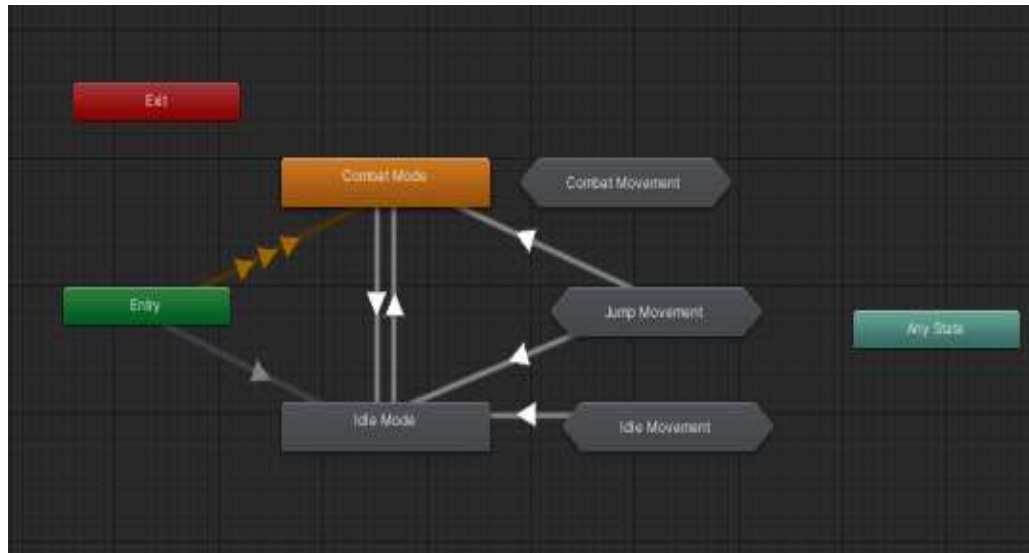 Exit
Combat Mode
Combat Movement
Entry
Jump Movement
Any State
Idle Mode
Idle Movement